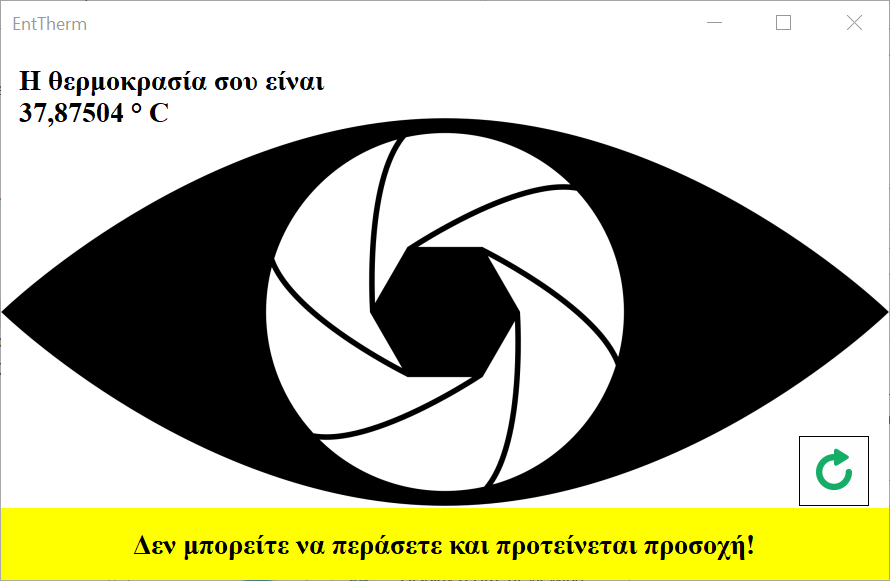 EntTherm
Η θερμοκρασία σου είναι
37,87504 ° C
Δεν μπορείτε να περάσετε και προτείνεται προσοχή!